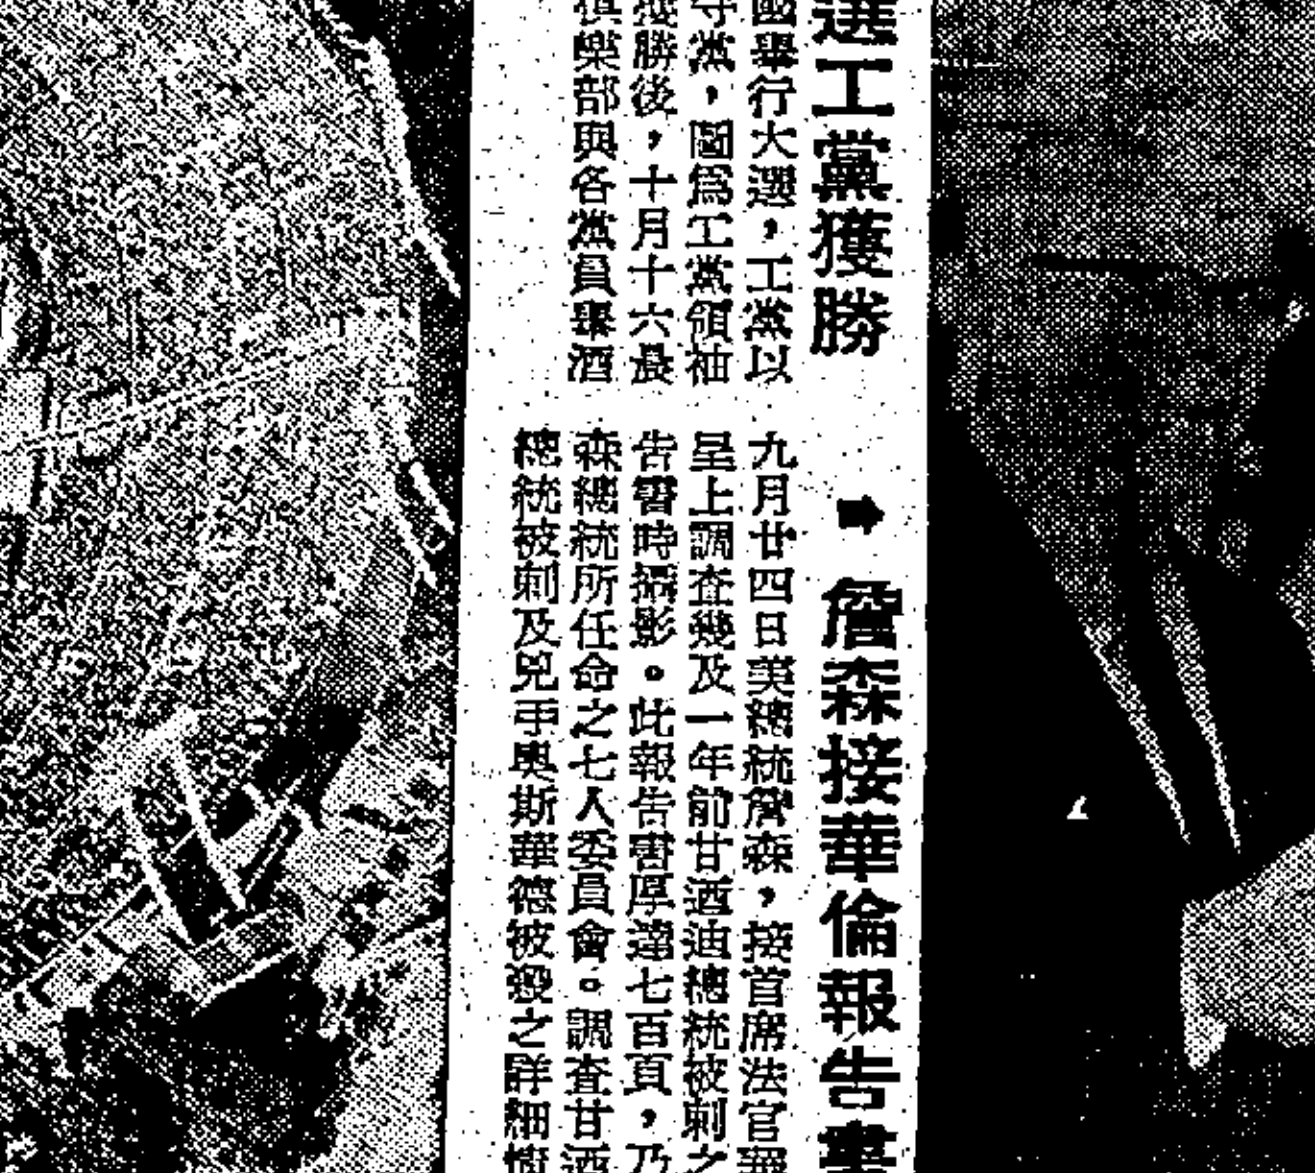 選工黨獲勝
國舉行大選，工黨以
守黨，圖爲工黨領袖
獲勝後，十月十六晨
俱樂部與各黨員舉酒
➡ 詹森接華倫報告書
九月廿四日美總統詹森，接首席法官華
呈上調查幾及一年前甘迺迪總統被刺之
告書時攝影。此報告書厚達七百頁，乃
森總統所任命之七人委員會。調查甘迺
總統被刺及兇手奧斯華德被殺之詳細情